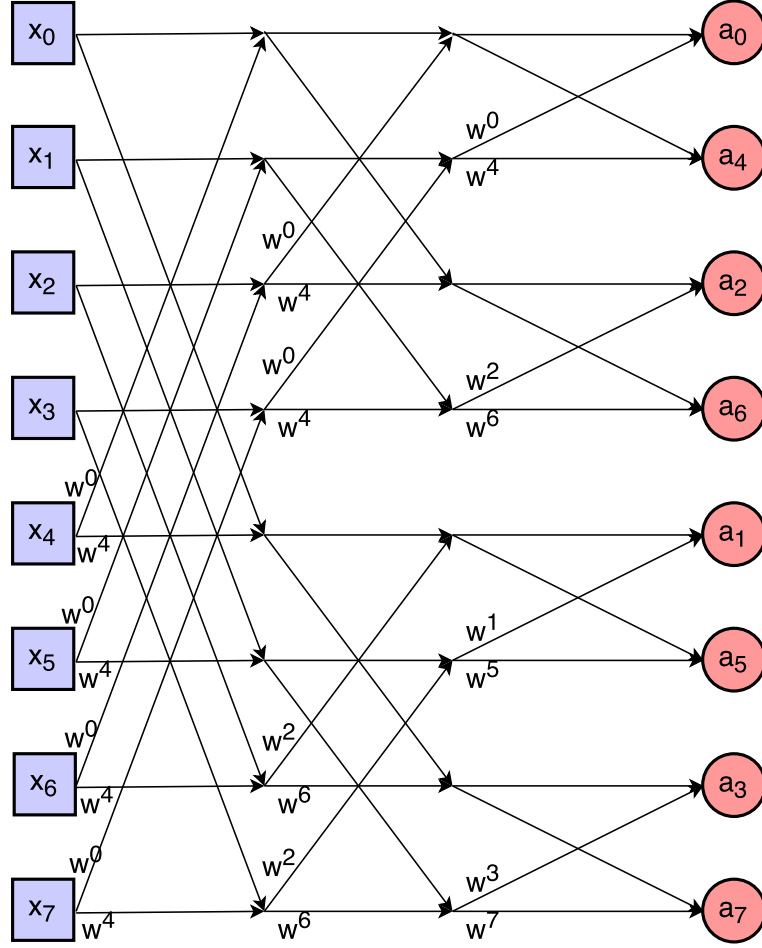 x₀ a₀
w⁰
x₁ w⁴ a₄
w⁰
x₂ w⁴ a₂
w⁰ w²
x₃ w⁴ w⁶ a₆
w⁰
x₄ w⁴ a₁
w⁰ w¹
x₅ w⁴ w⁵ a₅
w⁰ w²
x₆ w⁴ w⁶ a₃
w⁰ w² w³
x₇ w⁴ w⁶ w⁷ a₇